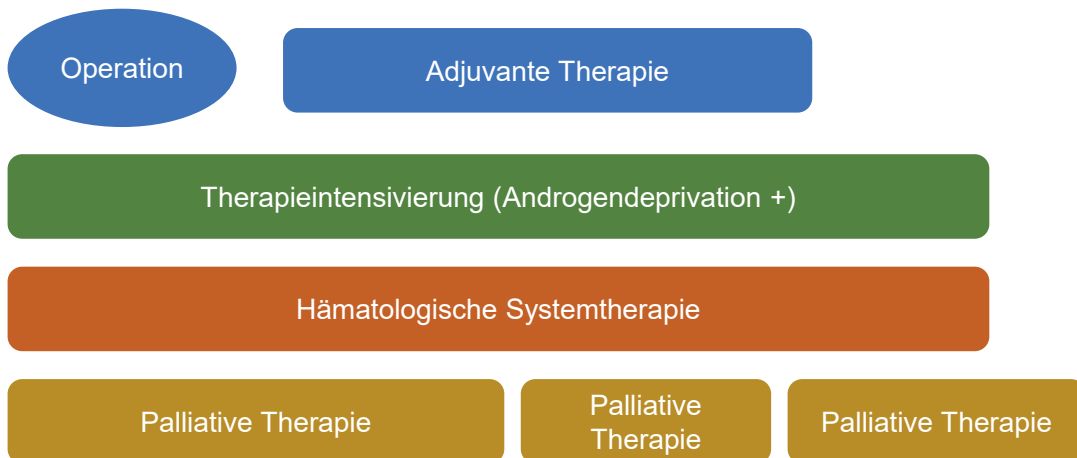 Operation
Adjuvante Therapie
Therapieintensivierung (Androgendeprivation +)
Hämatologische Systemtherapie
Palliative Therapie
Palliative
Therapie
Palliative Therapie